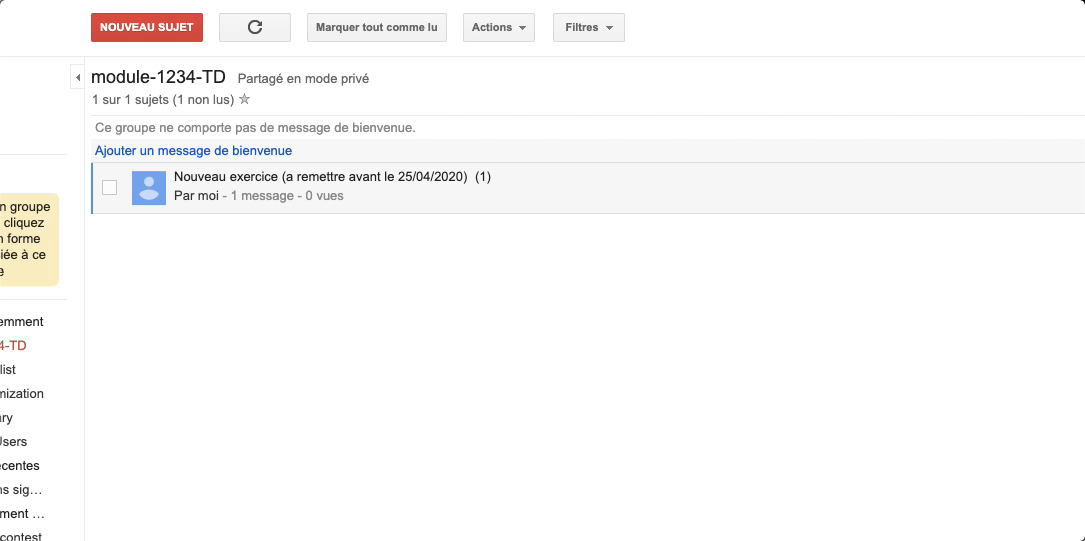 NOUVEAU SUJET
Marquer tout comme lu
Actions
Filtres
module-1234-TD Partagé en mode privé
1 sur 1 sujets (1 non lus)
Ce groupe ne comporte pas de message de bienvenue.
Ajouter un message de bienvenue
Nouveau exercice (a remettre avant le 25/04/2020) (1)
Par moi - 1 message - 0 vues
n groupe
cliquez
n forme
iée à ce
e
emment
4-TD
list
mization
ary
Users
écentes
ns sig…
ment …
contest